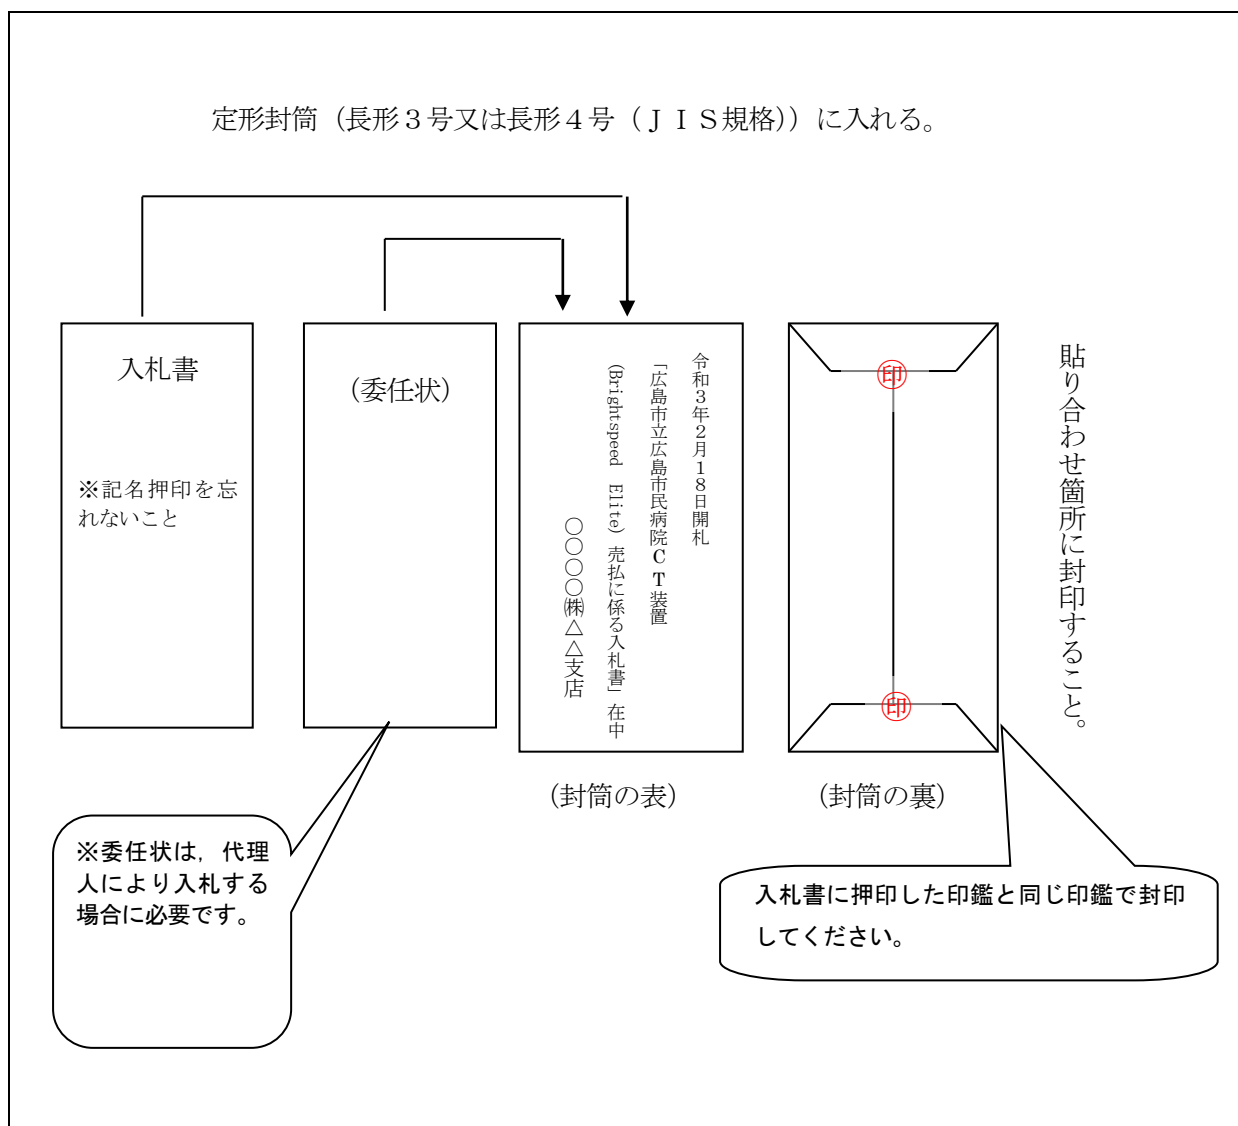 定形封筒（長形３号又は長形４号（ＪＩＳ規格））に入れる。
入札書
※記名押印を忘
れないこと
（委任状）
令和３年２月１８日開札
「広島市立広島市民病院ＣＴ装置
(Brightspeed Elite) 売払に係る入札書」在中
〇〇〇〇㈱△△支店
印
印
貼り合わせ箇所に封印すること。
（封筒の表）
（封筒の裏）
※委任状は，代理
人により入札する
場合に必要です。
入札書に押印した印鑑と同じ印鑑で封印
してください。